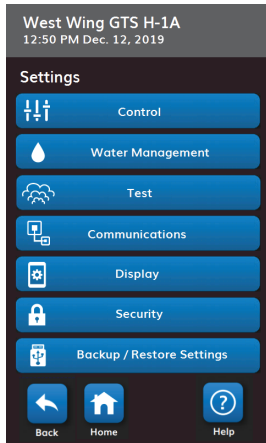 West Wing GTS H-1A
12:50 PM Dec. 12, 2019
Settings
Control
Water Management
Test
Communications
Display
Security
Backup / Restore Settings
Back Home Help